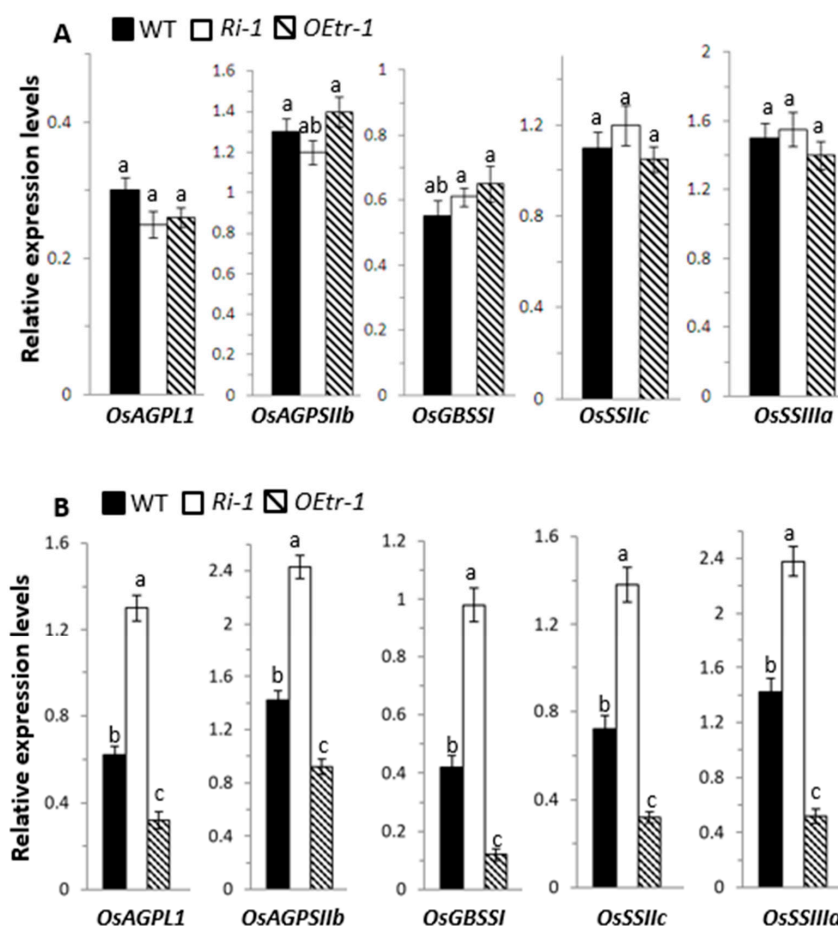 A WT Ri-1 OEtr-1
Relative expression levels
0.4
0.2
0
a a a
OsAGPL1
1.6
1.4
1.2
1
0.8
0.6
0.4
0.2
0
a ab a
OsAGPSIIb
1
0.8
0.6
0.4
0.2
0
ab a a
OsGBSSI
1.2
0.8
0.4
0
a a a
OsSSIIc
2
1.6
1.2
0.8
0.4
0
a a a
OsSSIIIa
B WT Ri-1 OEtr-1
Relative expression levels
1.6
1.2
0.8
0.4
0
b a c
OsAGPL1
2.4
2
1.6
1.2
0.8
0.4
0
b a c
OsAGPSIIb
1.2
1
0.8
0.6
0.4
0.2
0
b a c
OsGBSSI
1.6
1.2
0.8
0.4
0
b a c
OsSSIIc
2.4
2
1.6
1.2
0.8
0.4
0
b a c
OsSSIIIa